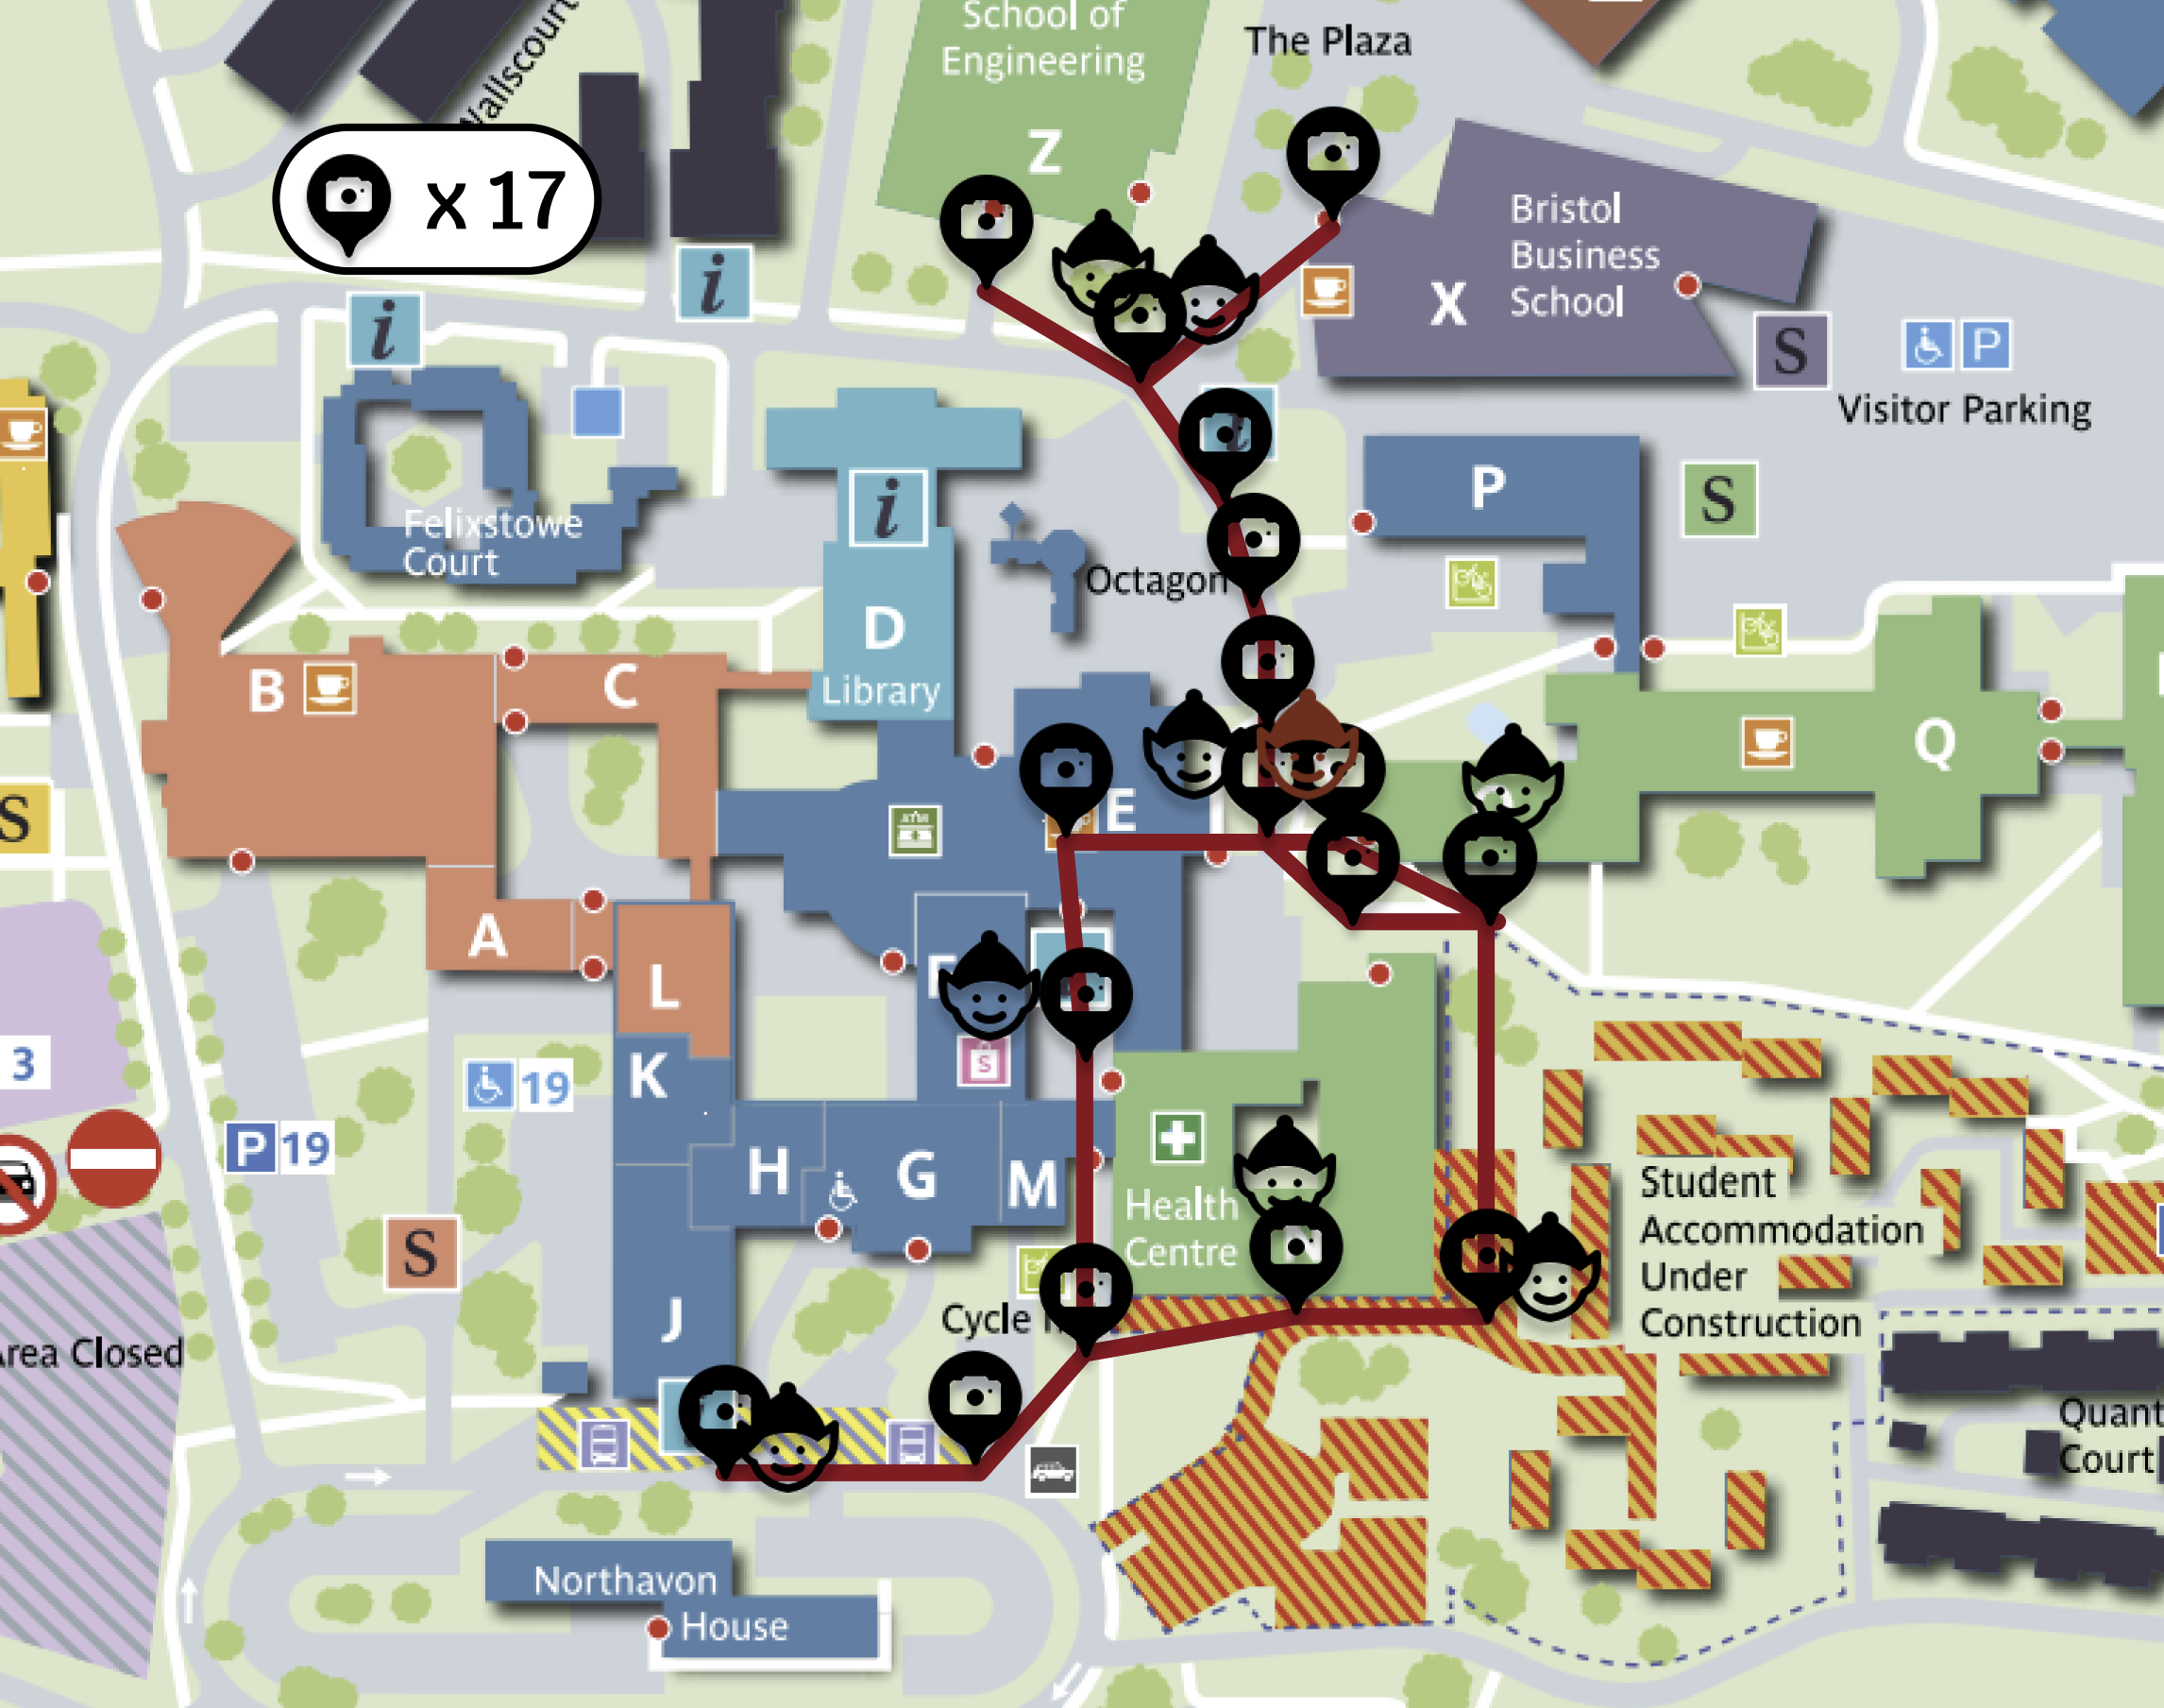 School of
Engineering
Z
The Plaza
Wallscourt
x 17
i
i
Bristol
Business
School
X
S
P
Visitor Parking
Felixstowe
Court
i
P
S
Octagon
D
Library
B
C
Q
S
ATM
E
A
L
3
K
19
S
P 19
H
G
M
Health
Centre
S
J
Cycle
Student
Accommodation
Under
Construction
Area Closed
Quant
Court
Northavon
House